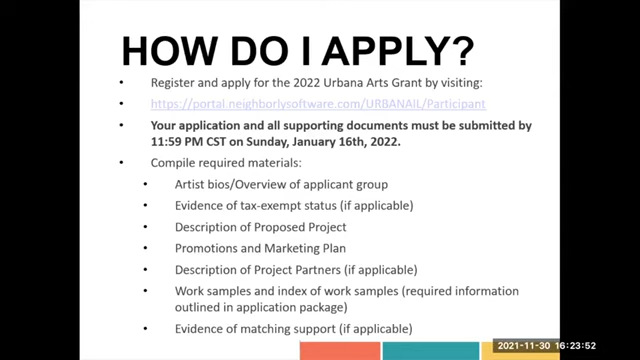 HOW DO I APPLY?
• Register and apply for the 2022 Urbana Arts Grant by visiting:
• https://portal.neighborlysoftware.com/URBANAIL/Participant
• Your application and all supporting documents must be submitted by
11:59 PM CST on Sunday, January 16th, 2022.
• Compile required materials:
• Artist bios/Overview of applicant group
• Evidence of tax-exempt status (if applicable)
• Description of Proposed Project
• Promotions and Marketing Plan
• Description of Project Partners (if applicable)
• Work samples and index of work samples (required information
outlined in application package)
• Evidence of matching support (if applicable)
2021-11-30 16:23:52